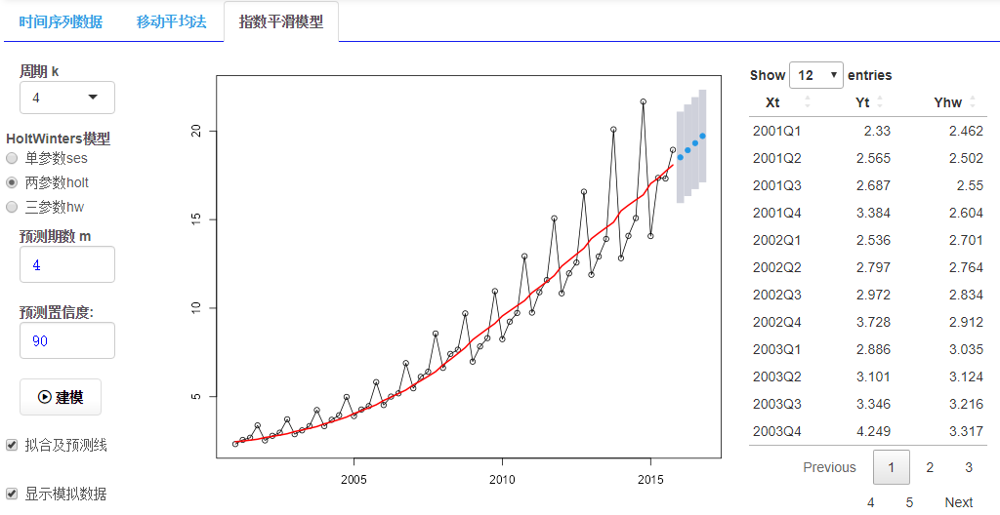 时间序列数据 移动平均法 指数平滑模型
周期 k
4
HoltWinters模型
单参数ses
两参数holt
三参数hw
预测期数 m
4
预测置信度:
90
建模
拟合及预测线
显示模拟数据
20
15
10
5
2005 2010 2015
Show 12 entries
Xt Yt Yhw
2001Q1 2.33 2.462
2001Q2 2.565 2.502
2001Q3 2.687 2.55
2001Q4 3.384 2.604
2002Q1 2.536 2.701
2002Q2 2.797 2.764
2002Q3 2.972 2.834
2002Q4 3.728 2.912
2003Q1 2.886 3.035
2003Q2 3.101 3.124
2003Q3 3.346 3.216
2003Q4 4.249 3.317
Previous 1 2 3
4 5 Next